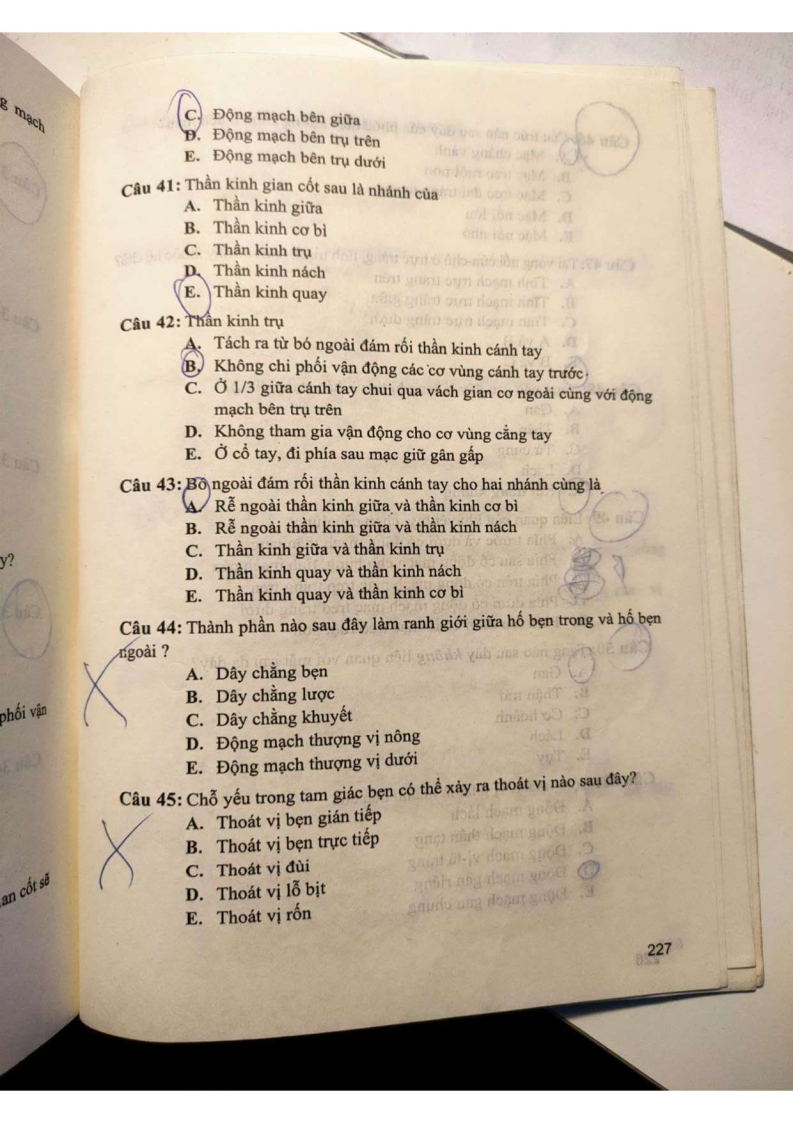 g mạch
C. Động mạch bên giữa
D. Động mạch bên trụ trên
E. Động mạch bên trụ dưới
Câu 41: Thần kinh gian cốt sau là nhánh của
A. Thần kinh giữa
B. Thần kinh cơ bì
C. Thần kinh trụ
D. Thần kinh nách
E. Thần kinh quay
Câu 42: Thần kinh trụ
A. Tách ra từ bó ngoài đám rối thần kinh cánh tay
B. Không chi phối vận động các cơ vùng cánh tay trước
C. Ở 1/3 giữa cánh tay chui qua vách gian cơ ngoài cùng với động
mạch bên trụ trên
D. Không tham gia vận động cho cơ vùng cẳng tay
E. Ở cổ tay, đi phía sau mạc giữ gân gấp
Câu 43: Bó ngoài đám rối thần kinh cánh tay cho hai nhánh cùng là
A. Rễ ngoài thần kinh giữa và thần kinh cơ bì
B. Rễ ngoài thần kinh giữa và thần kinh nách
C. Thần kinh giữa và thần kinh trụ
D. Thần kinh quay và thần kinh nách
E. Thần kinh quay và thần kinh cơ bì
y?
Câu 44: Thành phần nào sau đây làm ranh giới giữa hố bẹn trong và hố bẹn
ngoài ?
A. Dây chằng bẹn
B. Dây chằng lược
C. Dây chằng khuyết
D. Động mạch thượng vị nông
E. Động mạch thượng vị dưới
phối vận
Câu 45: Chỗ yếu trong tam giác bẹn có thể xảy ra thoát vị nào sau đây?
A. Thoát vị bẹn gián tiếp
B. Thoát vị bẹn trực tiếp
C. Thoát vị đùi
D. Thoát vị lỗ bịt
E. Thoát vị rốn
an cốt sẽ
227